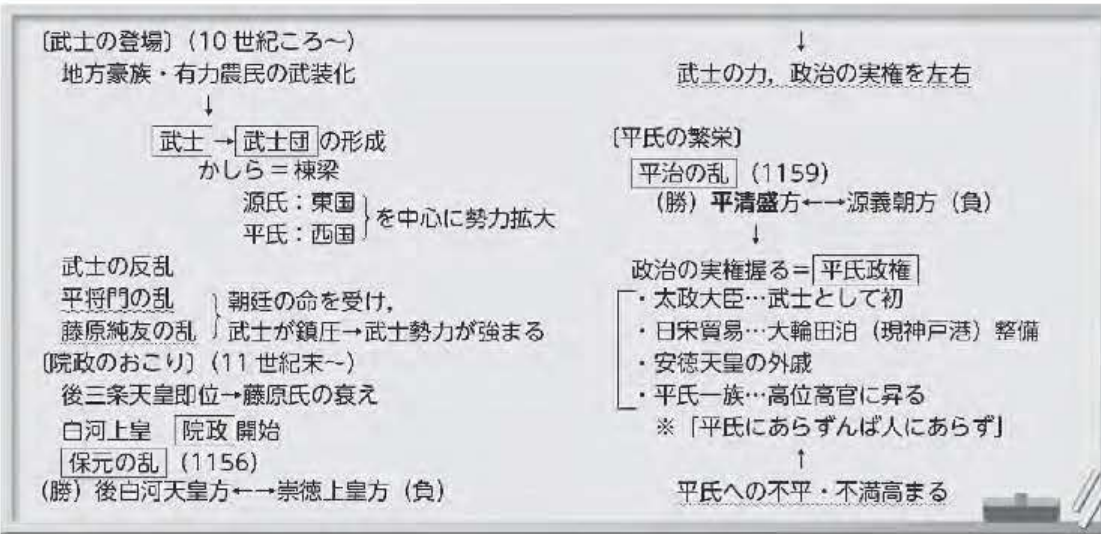 〔武士の登場〕(10世紀ころ~)
地方豪族・有力農民の武装化
↓
武士→武士団の形成
かしら=棟梁
源氏:東国
平氏:西国
を中心に勢力拡大
武士の反乱
平将門の乱
藤原純友の乱
朝廷の命を受け,
武士が鎮圧→武士勢力が強まる
〔院政のおこり〕(11世紀末~)
後三条天皇即位→藤原氏の衰え
白河上皇 院政開始
保元の乱(1156)
(勝)後白河天皇方←→崇徳上皇方(負)
↓
武士の力,政治の実権を左右
〔平氏の繁栄〕
平治の乱(1159)
(勝)平清盛方←→源義朝方(負)
↓
政治の実権握る=平氏政権
・太政大臣…武士として初
・日宋貿易…大輪田泊(現神戸港)整備
・安徳天皇の外戚
・平氏一族…高位高官に昇る
※「平氏にあらずんば人にあらず」
↑
平氏への不平・不満高まる